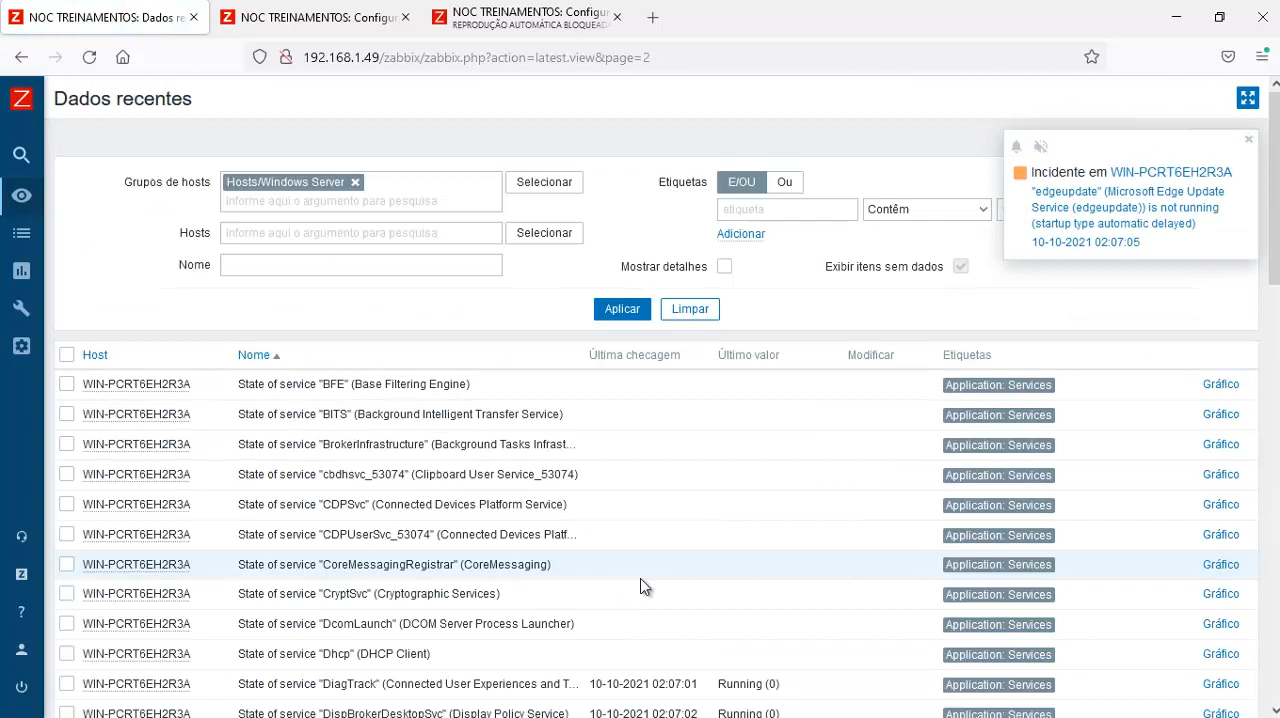 NOC TREINAMENTOS: Dados re
NOC TREINAMENTOS: Configur
NOC TREINAMENTOS: Configur
REPRODUÇÃO AUTOMÁTICA BLOQUEADA
192.168.1.49/zabbix/zabbix.php?action=latest.view&page=2
Z
Dados recentes
Grupos de hosts
Hosts/Windows Server
informe aqui o argumento para pesquisa
Selecionar
Hosts
informe aqui o argumento para pesquisa
Selecionar
Nome
Etiquetas
E/OU
Ou
etiqueta
Contêm
Adicionar
Mostrar detalhes
Exibir itens sem dados
Incidente em WIN-PCRT6EH2R3A
"edgeupdate" (Microsoft Edge Update
Service (edgeupdate)) is not running
(startup type automatic delayed)
10-10-2021 02:07:05
Aplicar
Limpar
Host Nome Última checagem Último valor Modificar Etiquetas
WIN-PCRT6EH2R3A State of service "BFE" (Base Filtering Engine) Application: Services Gráfico
WIN-PCRT6EH2R3A State of service "BITS" (Background Intelligent Transfer Service) Application: Services Gráfico
WIN-PCRT6EH2R3A State of service "BrokerInfrastructure" (Background Tasks Infrast... Application: Services Gráfico
WIN-PCRT6EH2R3A State of service "cbdhsvc_53074" (Clipboard User Service_53074) Application: Services Gráfico
WIN-PCRT6EH2R3A State of service "CDPSvc" (Connected Devices Platform Service) Application: Services Gráfico
WIN-PCRT6EH2R3A State of service "CDPUserSvc_53074" (Connected Devices Platf... Application: Services Gráfico
WIN-PCRT6EH2R3A State of service "CoreMessagingRegistrar" (CoreMessaging) Application: Services Gráfico
WIN-PCRT6EH2R3A State of service "CryptSvc" (Cryptographic Services) Application: Services Gráfico
WIN-PCRT6EH2R3A State of service "DcomLaunch" (DCOM Server Process Launcher) Application: Services Gráfico
WIN-PCRT6EH2R3A State of service "Dhcp" (DHCP Client) Application: Services Gráfico
WIN-PCRT6EH2R3A State of service "DiagTrack" (Connected User Experiences and T... 10-10-2021 02:07:01 Running (0) Application: Services Gráfico
WIN-PCRT6EH2R3A State of service "DispBrokerDesktopSvc" (Display Policy Service) 10-10-2021 02:07:02 Running (0) Application: Services Gráfico